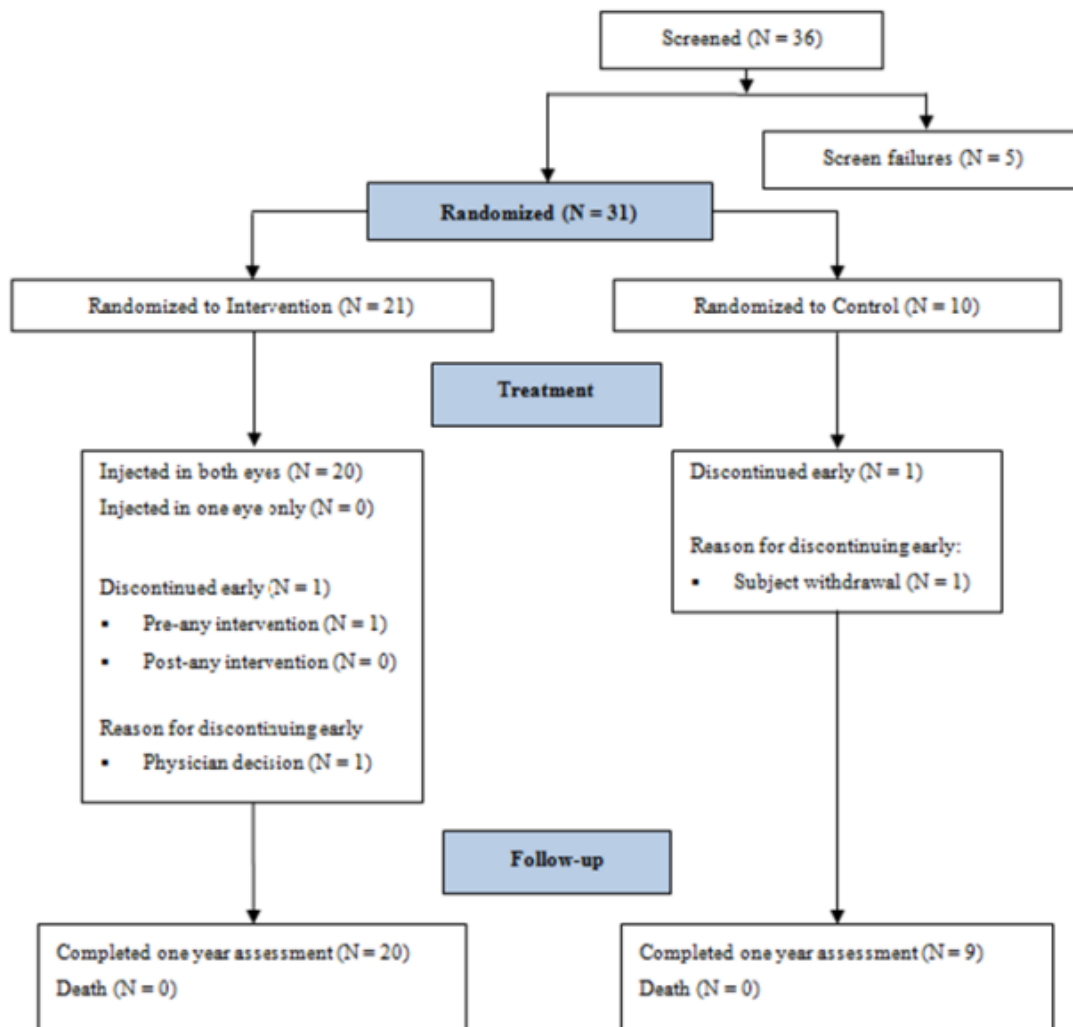 Screened (N = 36)
Screen failures (N = 5)
Randomized (N = 31)
Randomized to Intervention (N = 21)
Randomized to Control (N = 10)
Treatment
Injected in both eyes (N = 20)
Injected in one eye only (N = 0)
Discontinued early (N = 1)
▪ Pre-any intervention (N = 1)
▪ Post-any intervention (N = 0)
Reason for discontinuing early
▪ Physician decision (N = 1)
Discontinued early (N = 1)
Reason for discontinuing early:
▪ Subject withdrawal (N = 1)
Follow-up
Completed one year assessment (N = 20)
Death (N = 0)
Completed one year assessment (N = 9)
Death (N = 0)